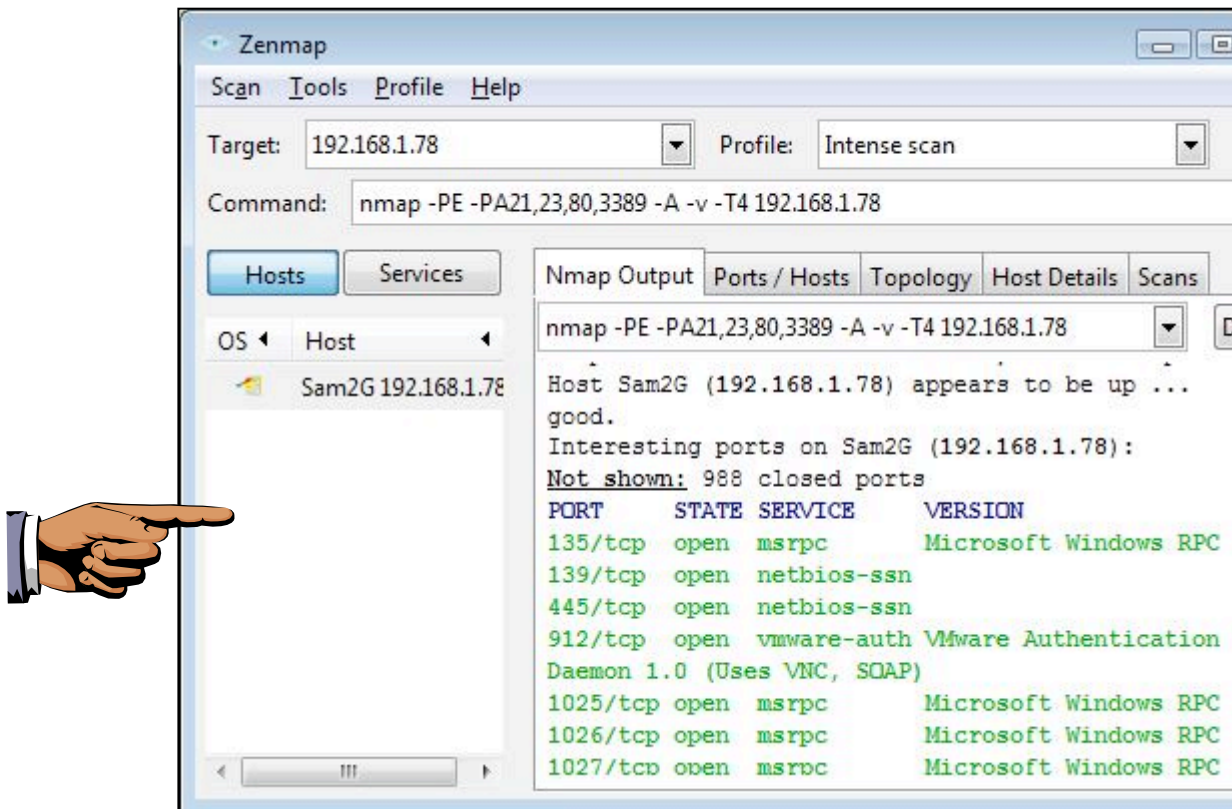 Zenmap
Scan Tools Profile Help
Target: 192.168.1.78 Profile: Intense scan
Command: nmap -PE -PA21,23,80,3389 -A -v -T4 192.168.1.78
Hosts Services
Nmap Output Ports / Hosts Topology Host Details Scans
nmap -PE -PA21,23,80,3389 -A -v -T4 192.168.1.78
OS Host
Sam2G 192.168.1.78
Host Sam2G (192.168.1.78) appears to be up ...
good.
Interesting ports on Sam2G (192.168.1.78):
Not shown: 988 closed ports
PORT STATE SERVICE VERSION
135/tcp open msrpc Microsoft Windows RPC
139/tcp open netbios-ssn
445/tcp open netbios-ssn
912/tcp open vmware-auth VMware Authentication
Daemon 1.0 (Uses VNC, SOAP)
1025/tcp open msrpc Microsoft Windows RPC
1026/tcp open msrpc Microsoft Windows RPC
1027/tcp open msrpc Microsoft Windows RPC